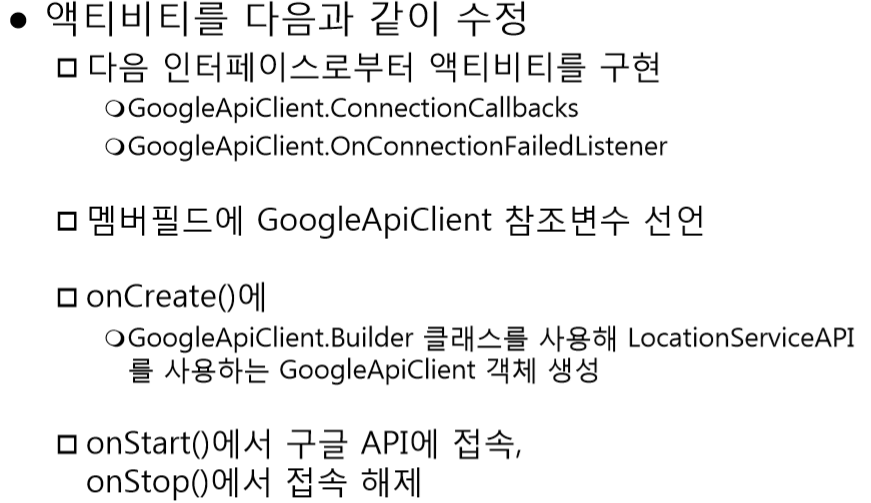 ● 액티비티를 다음과 같이 수정
□ 다음 인터페이스로부터 액티비티를 구현
○GoogleApiClient.ConnectionCallbacks
○GoogleApiClient.OnConnectionFailedListener
□ 멤버필드에 GoogleApiClient 참조변수 선언
□ onCreate()에
○GoogleApiClient.Builder 클래스를 사용해 LocationServiceAPI
를 사용하는 GoogleApiClient 객체 생성
□ onStart()에서 구글 API에 접속,
onStop()에서 접속 해제